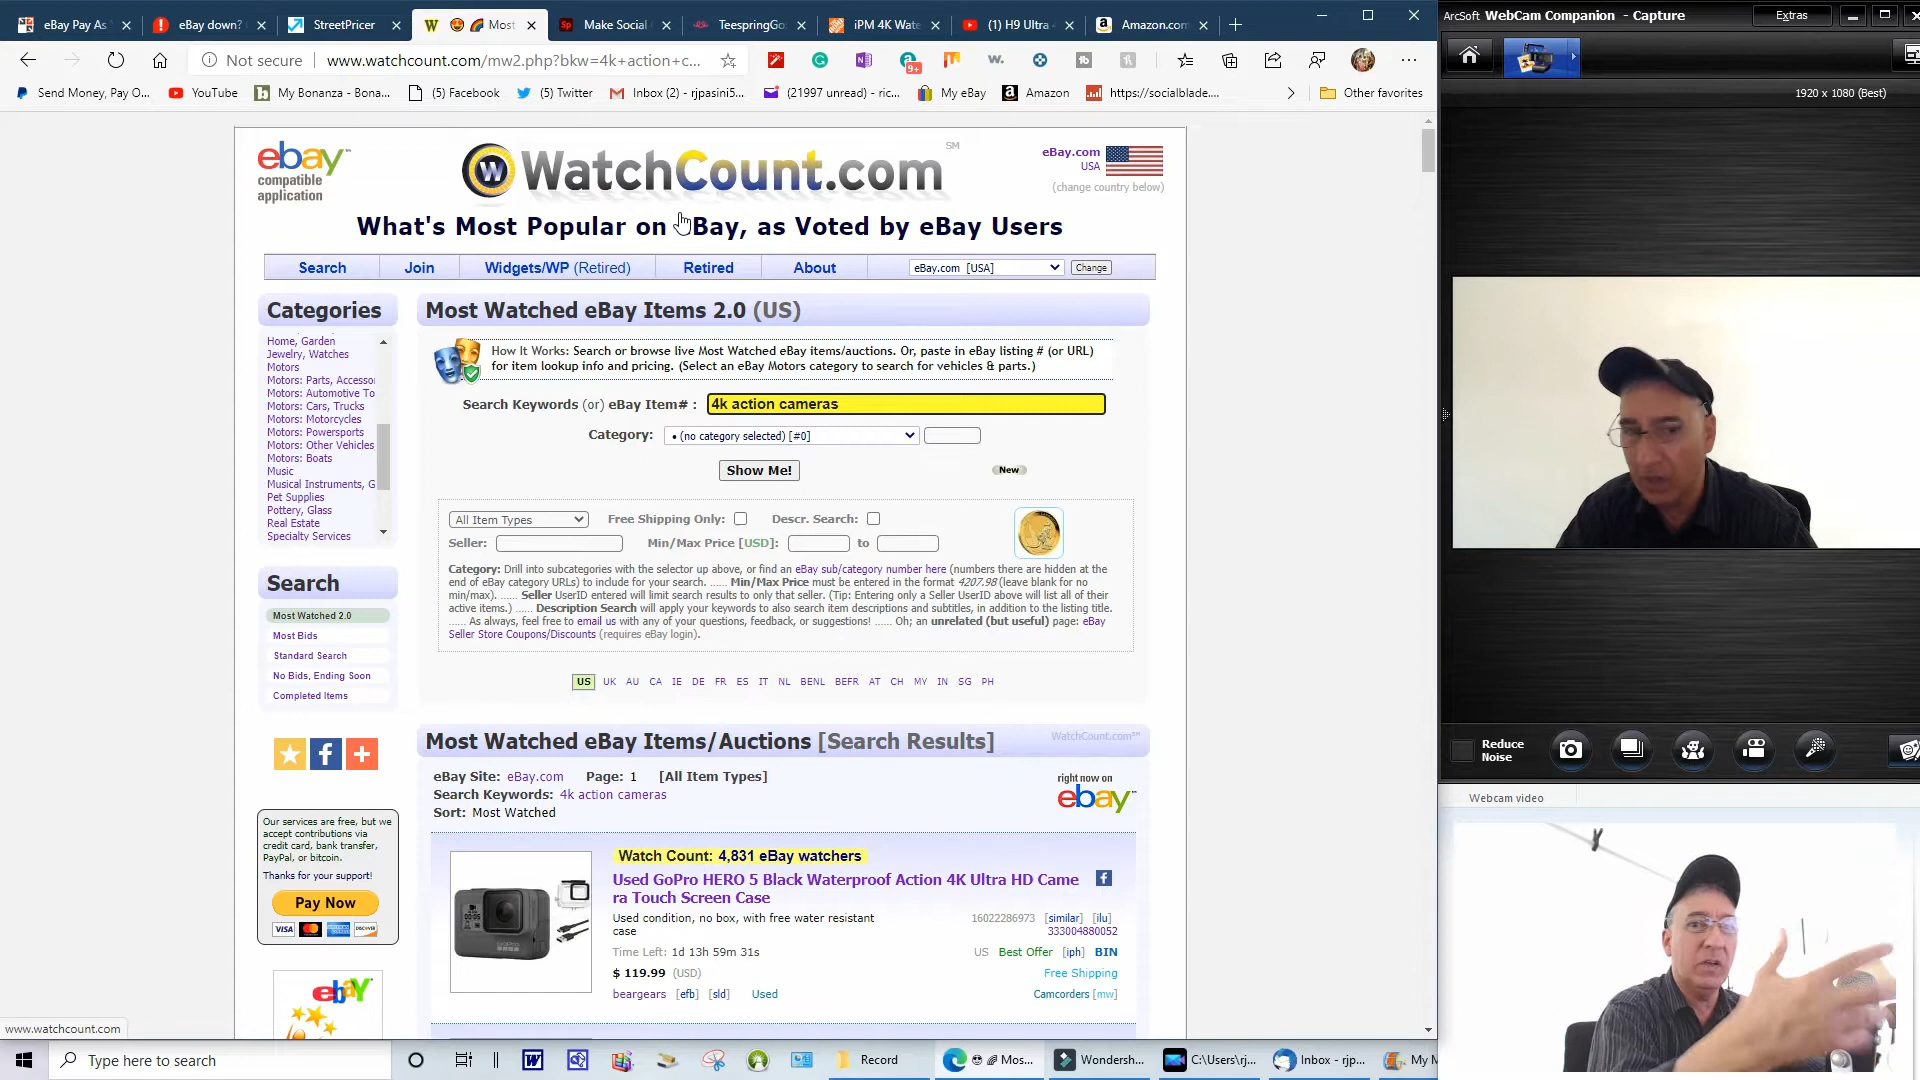 eBay Pay As
eBay down?
StreetPricer
Most
Make Social
TeespringGo
iPM 4K Wate
(1) H9 Ultra
Amazon.com
ArcSoft WebCam Companion - Capture
Extras
Not secure
www.watchcount.com/mw2.php?bkw=4k+action+c...
9+
1920 x 1080 (Best)
Send Money, Pay O...
YouTube
My Bonanza - Bona...
(5) Facebook
(5) Twitter
Inbox (2) - rjpasini5...
(21997 unread) - ric...
My eBay
Amazon
https://socialblade....
Other favorites
ebay™
compatible
application
W
WatchCount.com
SM
eBay.com
USA
(change country below)
What's Most Popular on eBay, as Voted by eBay Users
Search
Join
Widgets/WP (Retired)
Retired
About
eBay.com [USA]
Change
Categories
Home, Garden
Jewelry, Watches
Motors
Motors: Parts, Accessor
Motors: Automotive To
Motors: Cars, Trucks
Motors: Motorcycles
Motors: Powersports
Motors: Other Vehicles
Motors: Boats
Music
Musical Instruments, G
Pet Supplies
Pottery, Glass
Real Estate
Specialty Services
Most Watched eBay Items 2.0 (US)
How It Works: Search or browse live Most Watched eBay items/auctions. Or, paste in eBay listing # (or URL)
for item lookup info and pricing. (Select an eBay Motors category to search for vehicles & parts.)
Search Keywords (or) eBay Item# :
4k action cameras
Category:
• (no category selected) [#0]
Show Me!
New
All Item Types
Free Shipping Only:
Descr. Search:
Seller:
Min/Max Price [USD]:
to
Category: Drill into subcategories with the selector up above, or find an eBay sub/category number here (numbers there are hidden at the
end of eBay category URLs) to include for your search. ...... Min/Max Price must be entered in the format 4207.98 (leave blank for no
min/max). ...... Seller UserID entered will limit search results to only that seller. (Tip: Entering only a Seller UserID above will list all of their
active items.) ...... Description Search will apply your keywords to also search item descriptions and subtitles, in addition to the listing title.
...... As always, feel free to email us with any of your questions, feedback, or suggestions! ...... Oh; an unrelated (but useful) page: eBay
Seller Store Coupons/Discounts (requires eBay login).
US UK AU CA IE DE FR ES IT NL BENL BEFR AT CH MY IN SG PH
Search
Most Watched 2.0
Most Bids
Standard Search
No Bids, Ending Soon
Completed Items
Our services are free, but we
accept contributions via
credit card, bank transfer,
PayPal, or bitcoin.
Thanks for your support!
Pay Now
VISA
DISCOVER
ebY
Most Watched eBay Items/Auctions [Search Results]
WatchCount.com℠
eBay Site: eBay.com Page: 1 [All Item Types]
Search Keywords: 4k action cameras
Sort: Most Watched
right now on
ebay™
Watch Count: 4,831 eBay watchers
Used GoPro HERO 5 Black Waterproof Action 4K Ultra HD Came
ra Touch Screen Case
Used condition, no box, with free water resistant
case
16022286973 [similar] [ilu]
333004880052
Time Left: 1d 13h 59m 31s
US Best Offer [iph] BIN
$ 119.99 (USD)
Free Shipping
beargears [efb] [sld] Used
Camcorders [mw]
Reduce
Noise
Webcam video
www.watchcount.com
Type here to search
Record
Mos...
Wondersh...
C:\Users\rj...
Inbox - rjp...
My M